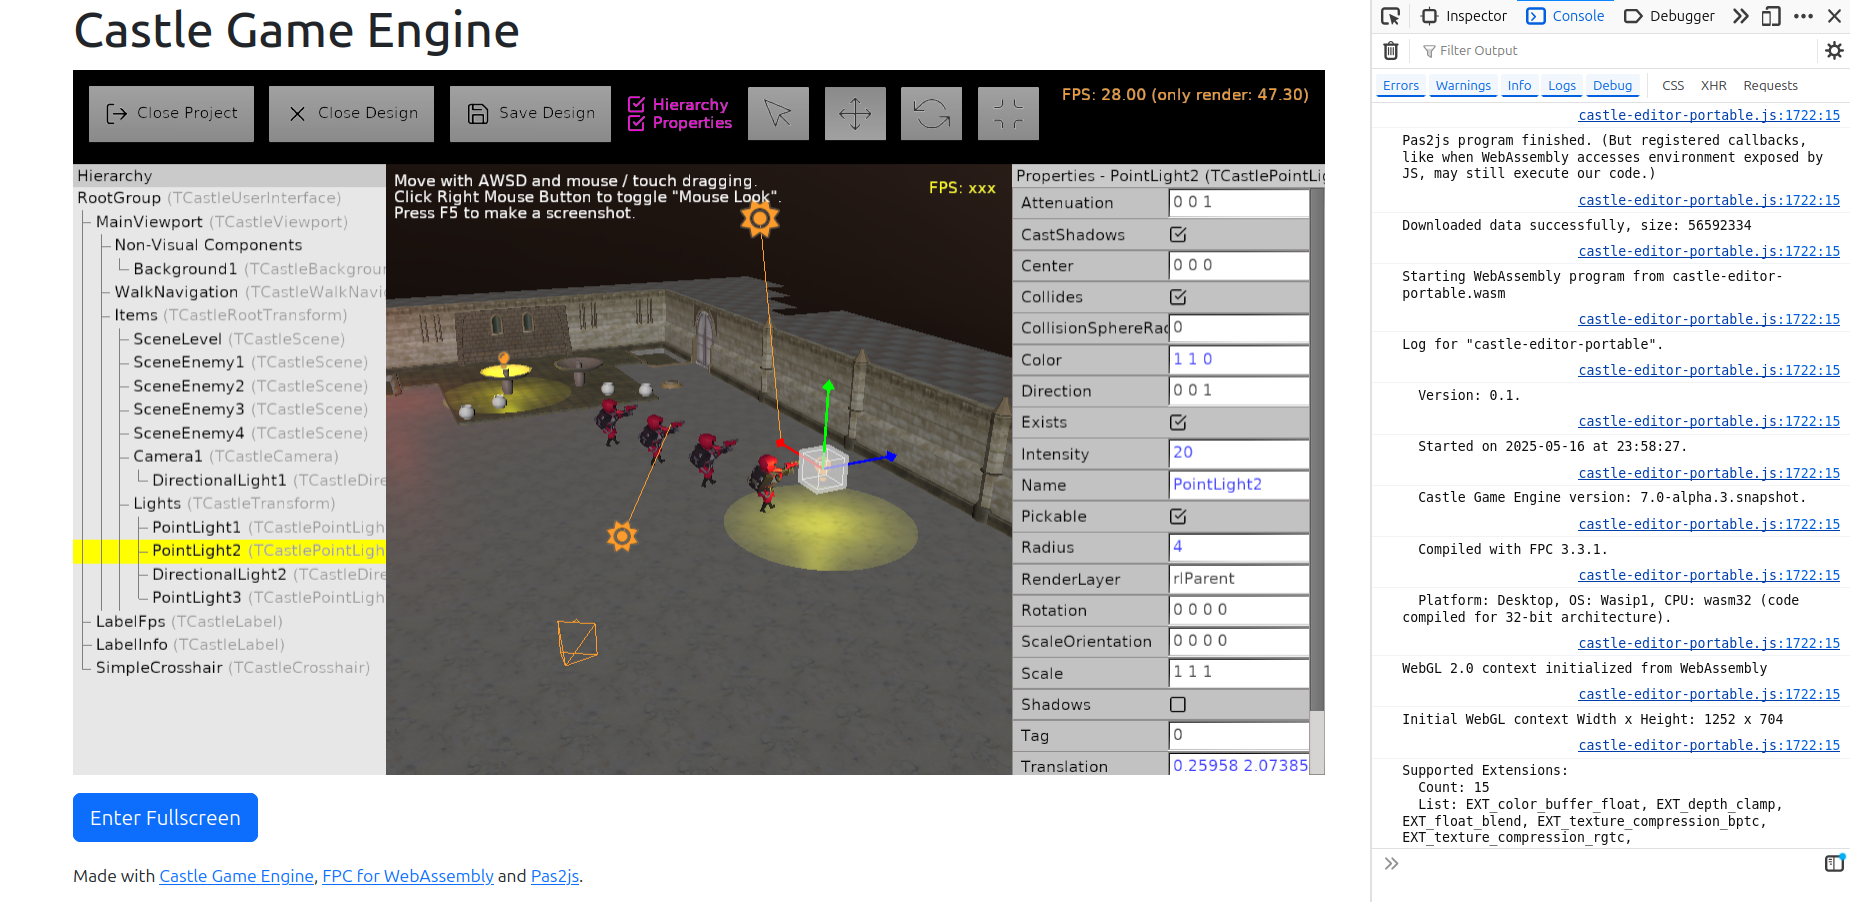 Castle Game Engine
Close Project
Close Design
Save Design
Hierarchy
Properties
FPS: 28.00 (only render: 47.30)
Hierarchy
RootGroup (TCastleUserInterface)
MainViewport (TCastleViewport)
Non-Visual Components
Background1 (TCastleBackgrou
WalkNavigation (TCastleWalkNavi
Items (TCastleRootTransform)
SceneLevel (TCastleScene)
SceneEnemy1 (TCastleScene)
SceneEnemy2 (TCastleScene)
SceneEnemy3 (TCastleScene)
SceneEnemy4 (TCastleScene)
Camera1 (TCastleCamera)
DirectionalLight1 (TCastleDire
Lights (TCastleTransform)
PointLight1 (TCastlePointLigh
PointLight2 (TCastlePointLigh
DirectionalLight2 (TCastleDire
PointLight3 (TCastlePointLigh
LabelFps (TCastleLabel)
LabelInfo (TCastleLabel)
SimpleCrosshair (TCastleCrosshair)
Move with AWSD and mouse / touch dragging.
Click Right Mouse Button to toggle "Mouse Look".
Press F5 to make a screenshot.
FPS: xxx
Properties - PointLight2 (TCastlePointLi
Attenuation 0 0 1
CastShadows
Center 0 0 0
Collides
CollisionSphereRad 0
Color 1 1 0
Direction 0 0 1
Exists
Intensity 20
Name PointLight2
Pickable
Radius 4
RenderLayer rlParent
Rotation 0 0 0 0
ScaleOrientation 0 0 0 0
Scale 1 1 1
Shadows
Tag 0
Translation 0.25958 2.07385
Enter Fullscreen
Made with Castle Game Engine, FPC for WebAssembly and Pas2js.
Inspector Console Debugger
Filter Output
Errors Warnings Info Logs Debug CSS XHR Requests
castle-editor-portable.js:1722:15
Pas2js program finished. (But registered callbacks,
like when WebAssembly accesses environment exposed by
JS, may still execute our code.)
castle-editor-portable.js:1722:15
Downloaded data successfully, size: 56592334
castle-editor-portable.js:1722:15
Starting WebAssembly program from castle-editor-
portable.wasm
castle-editor-portable.js:1722:15
Log for "castle-editor-portable".
castle-editor-portable.js:1722:15
Version: 0.1.
castle-editor-portable.js:1722:15
Started on 2025-05-16 at 23:58:27.
castle-editor-portable.js:1722:15
Castle Game Engine version: 7.0-alpha.3.snapshot.
castle-editor-portable.js:1722:15
Compiled with FPC 3.3.1.
castle-editor-portable.js:1722:15
Platform: Desktop, OS: Wasip1, CPU: wasm32 (code
compiled for 32-bit architecture).
castle-editor-portable.js:1722:15
WebGL 2.0 context initialized from WebAssembly
castle-editor-portable.js:1722:15
Initial WebGL context Width x Height: 1252 x 704
castle-editor-portable.js:1722:15
Supported Extensions:
Count: 15
List: EXT_color_buffer_float, EXT_depth_clamp,
EXT_float_blend, EXT_texture_compression_bptc,
EXT_texture_compression_rgtc,